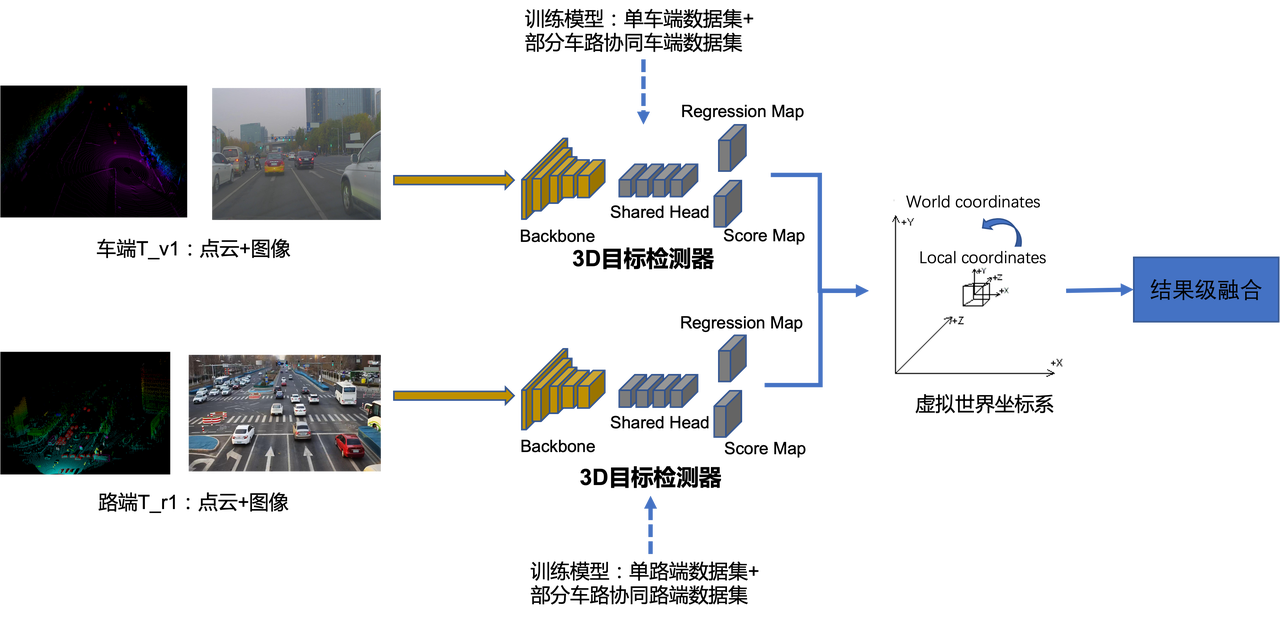 训练模型：单车端数据集+
部分车路协同车端数据集
Regression Map
Shared Head
Backbone
Score Map
3D目标检测器
车端T_v1：点云+图像
World coordinates
+Y
Local coordinates
+Y
+Z
+X
+Z
+X
虚拟世界坐标系
结果级融合
Regression Map
Shared Head
Backbone
Score Map
3D目标检测器
路端T_r1：点云+图像
训练模型：单路端数据集+
部分车路协同路端数据集